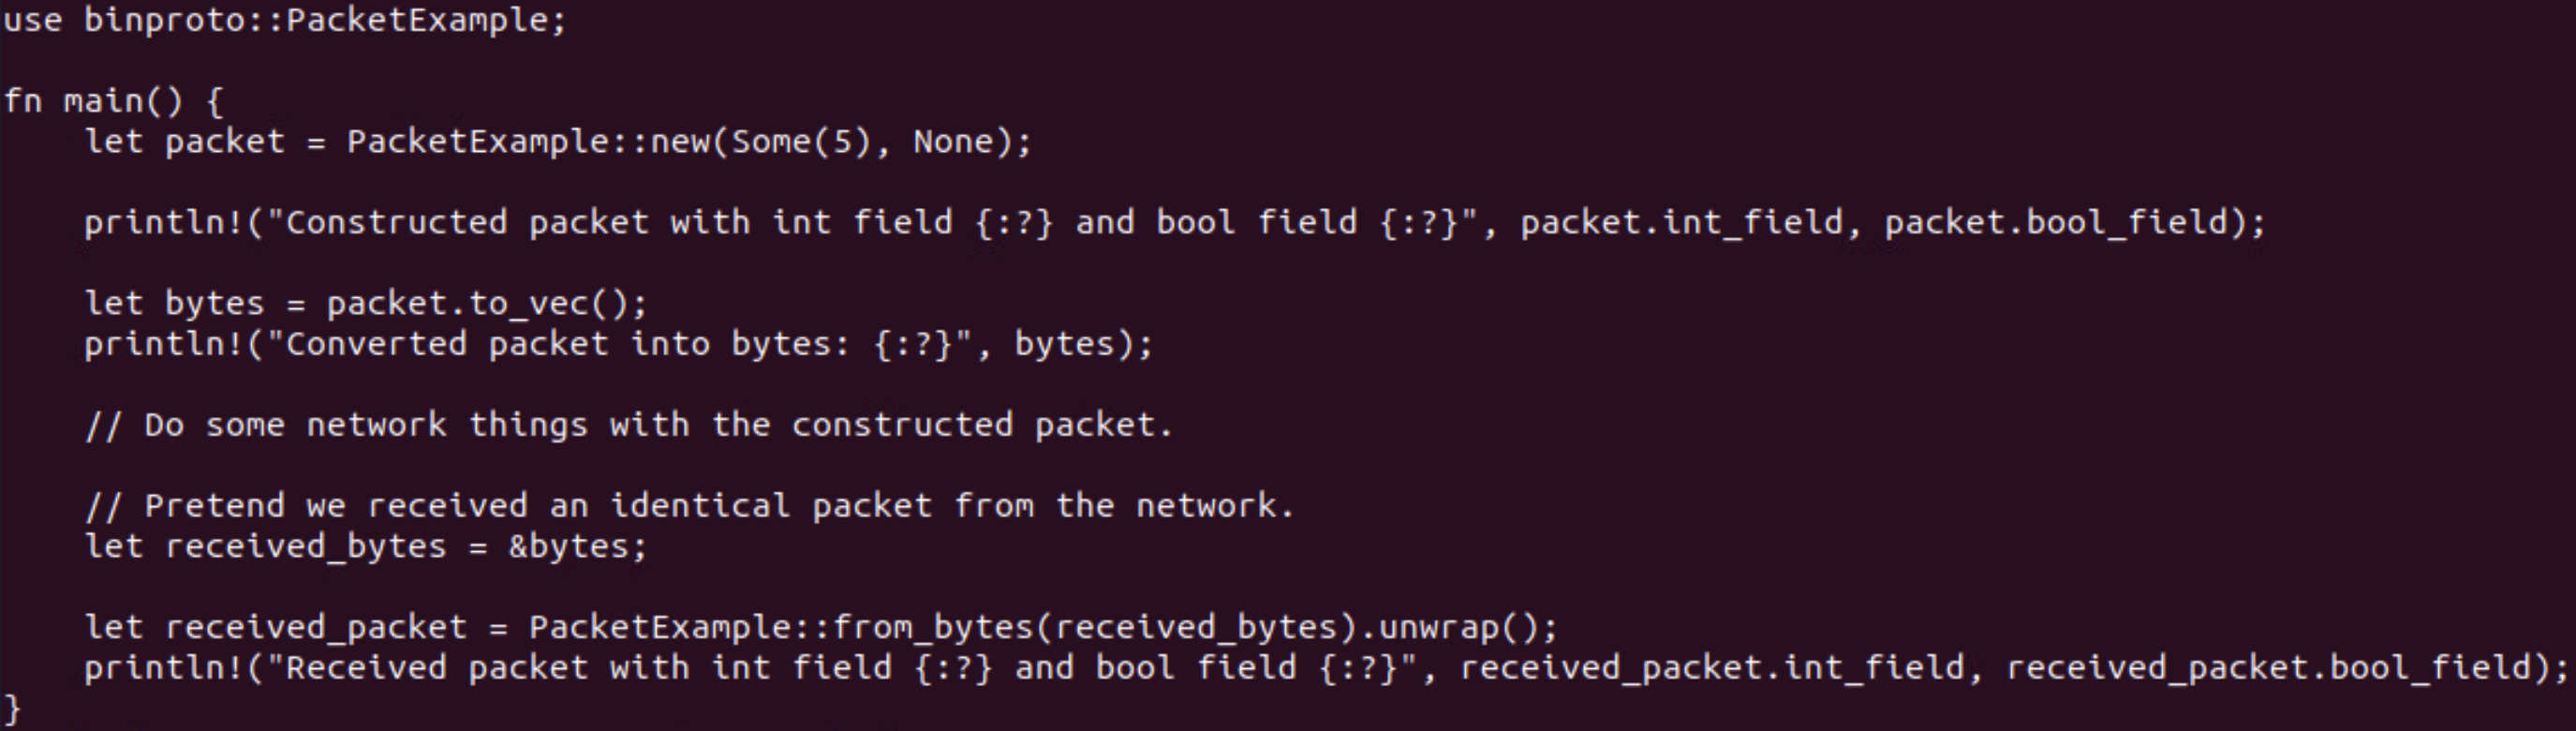 use binproto::PacketExample;

fn main() {
    let packet = PacketExample::new(Some(5), None);

    println!("Constructed packet with int field {:?} and bool field {:?}", packet.int_field, packet.bool_field);

    let bytes = packet.to_vec();
    println!("Converted packet into bytes: {:?}", bytes);

    // Do some network things with the constructed packet.

    // Pretend we received an identical packet from the network.
    let received_bytes = &bytes;

    let received_packet = PacketExample::from_bytes(received_bytes).unwrap();
    println!("Received packet with int field {:?} and bool field {:?}", received_packet.int_field, received_packet.bool_field);
}